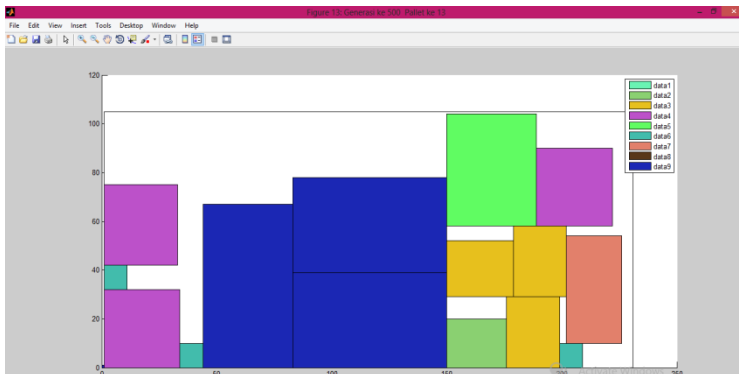 Figure 13: Generasi ke 500 Pallet ke 13
File Edit View Insert Tools Desktop Window Help
120
100
80
60
40
20
0
50
100
150
200
250
data1
data2
data3
data4
data5
data6
data7
data8
data9